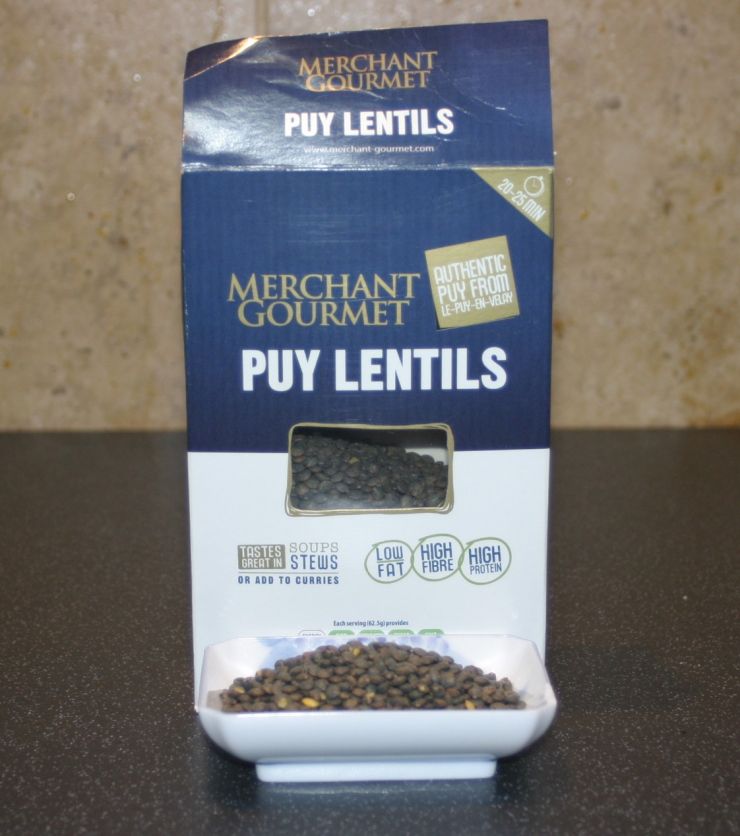 MERCHANT
GOURMET
PUY LENTILS
www.merchant-gourmet.com
20-25 MIN
MERCHANT
GOURMET
AUTHENTIC
PUY FROM
LE-PUY-EN-VELAY
PUY LENTILS
TASTES
GREAT IN
SOUPS
STEWS
OR ADD TO CURRIES
LOW
FAT
HIGH
FIBRE
HIGH
PROTEIN
Each serving (62.5g) provides